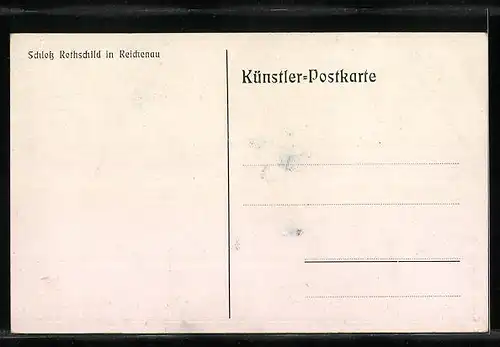 Schloß Rothschild in Reichenau
Künstler=Postkarte